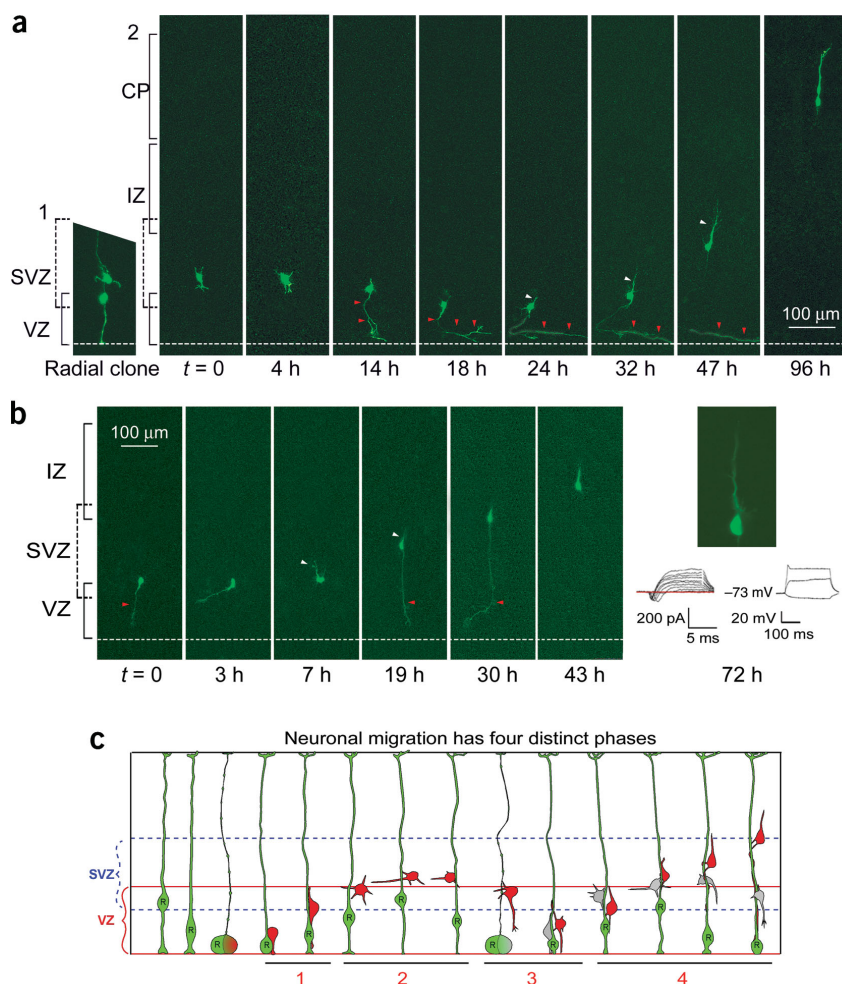 a
2
CP
IZ
1
SVZ
VZ
100 μm
Radial clone t = 0 4 h 14 h 18 h 24 h 32 h 47 h 96 h
b
100 μm
IZ
SVZ
VZ
–73 mV
200 pA
5 ms
20 mV
100 ms
t = 0 3 h 7 h 19 h 30 h 43 h 72 h
c
Neuronal migration has four distinct phases
SVZ
VZ
R R R R R R R R R R R R R R
1 2 3 4